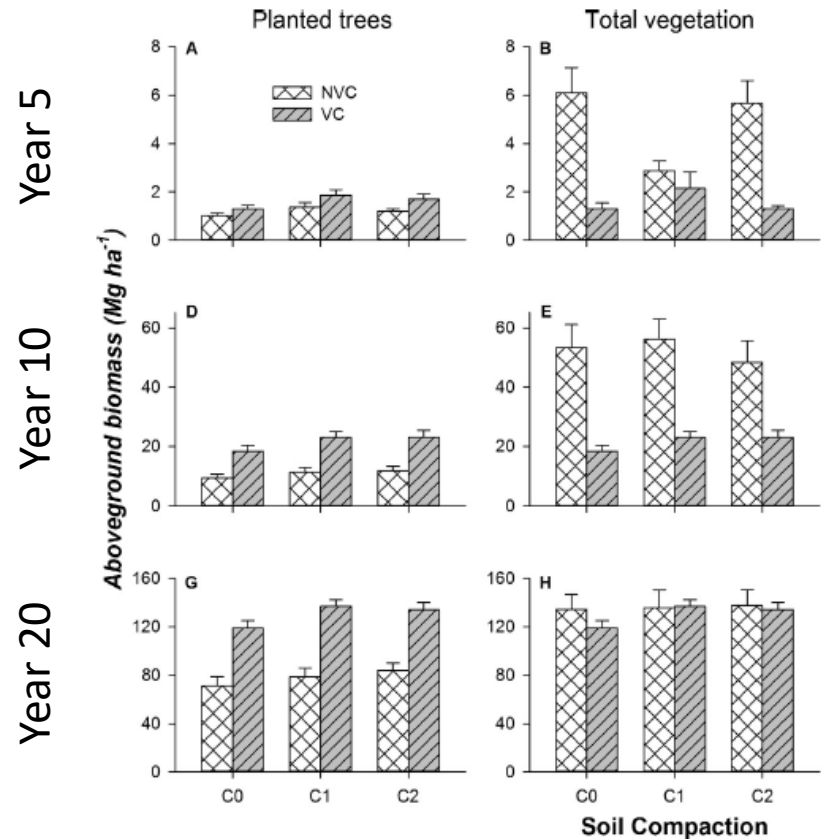 Planted trees
Total vegetation
Year 5
Year 10
Year 20
Aboveground biomass (Mg ha⁻¹)
A
8
6
4
2
0
NVC
VC
B
8
6
4
2
0
D
60
40
20
0
E
60
40
20
0
G
160
120
80
40
0
C0 C1 C2
H
160
120
80
40
0
C0 C1 C2
Soil Compaction